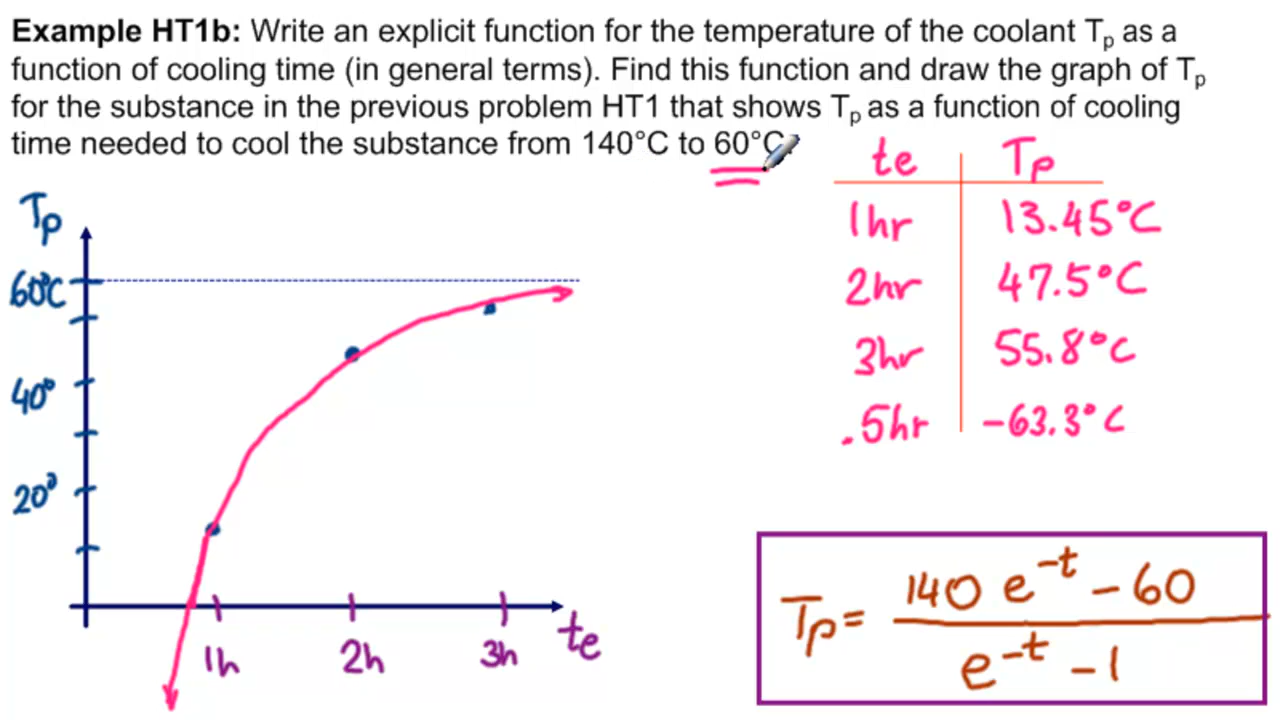 Example HT1b: Write an explicit function for the temperature of the coolant Tp as a
function of cooling time (in general terms). Find this function and draw the graph of Tp
for the substance in the previous problem HT1 that shows Tp as a function of cooling
time needed to cool the substance from 140°C to 60°C.
te Tp
1hr 13.45°C
2hr 47.5°C
3hr 55.8°C
.5hr -63.3°C
Tp
60°C
40°
20°
1h 2h 3h te
Tp = (140 e^-t - 60) / (e^-t - 1)